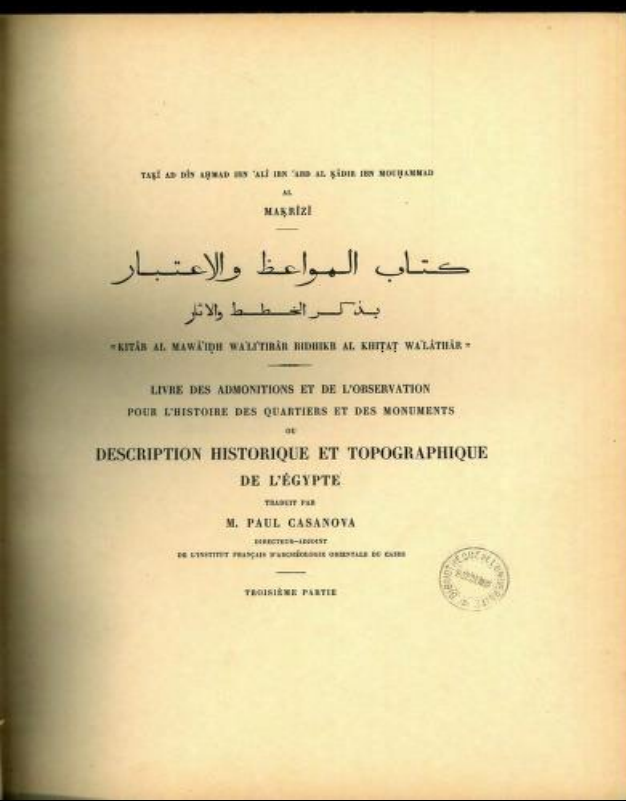 TAḲÎ AD DÎN AḤMAD IBN 'ALÎ IBN 'ABD AL ḲÂDIR IBN MOUḤAMMAD
AL
MAḲRÎZÎ
كتاب المواعظ والاعتبار
بذكر الخطط والاثار
"KITÂB AL MAWÂ'IḌH WA'LI'TIBÂR BIDHIKR AL KHIṬAṬ WA'LÂTHÂR"
LIVRE DES ADMONITIONS ET DE L'OBSERVATION
POUR L'HISTOIRE DES QUARTIERS ET DES MONUMENTS
OU
DESCRIPTION HISTORIQUE ET TOPOGRAPHIQUE
DE L'ÉGYPTE
TRADUIT PAR
M. PAUL CASANOVA
DIRECTEUR-ADJOINT
DE L'INSTITUT FRANÇAIS D'ARCHÉOLOGIE ORIENTALE DU CAIRE
TROISIÈME PARTIE